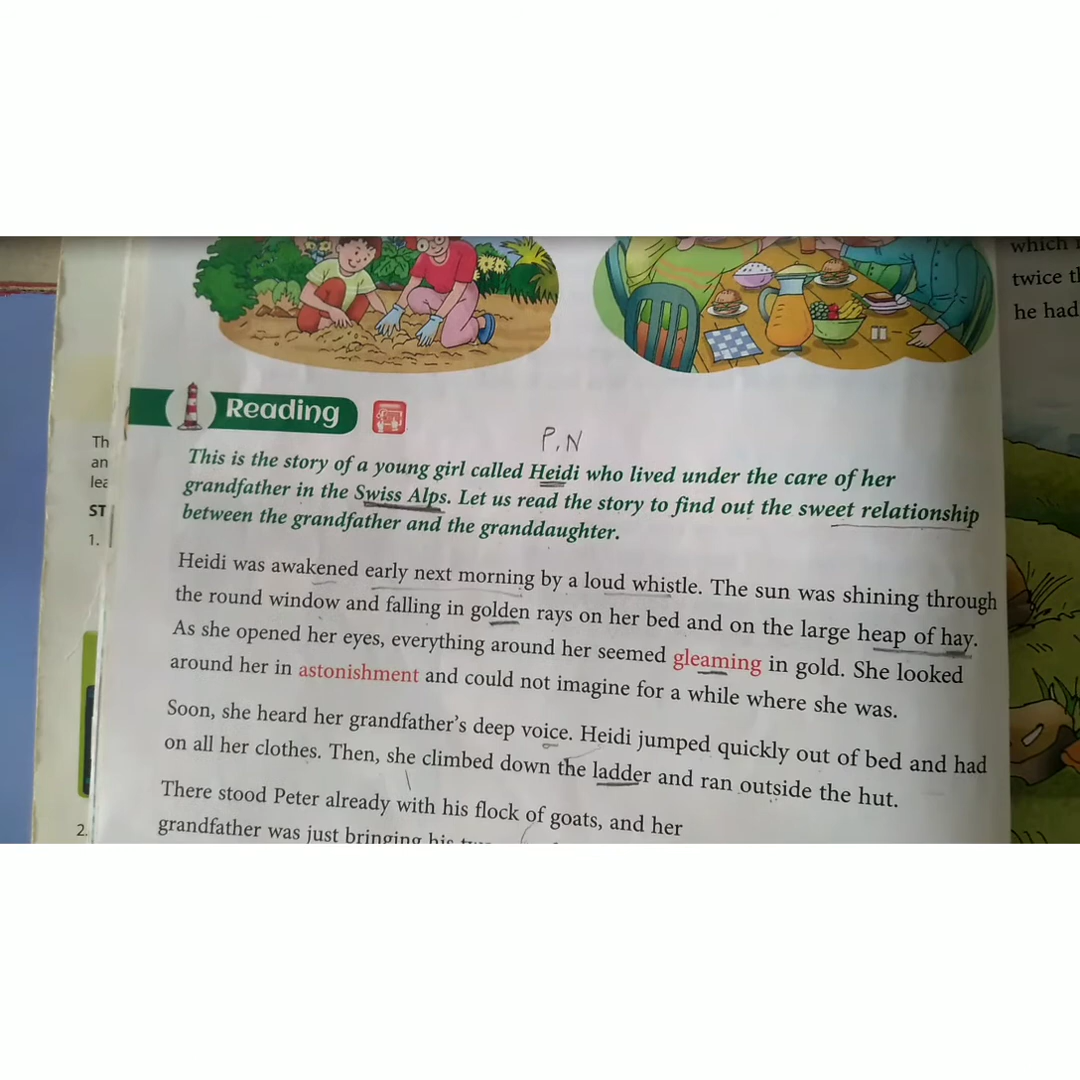 which
twice
he had
Reading
P.N
This is the story of a young girl called Heidi who lived under the care of her
grandfather in the Swiss Alps. Let us read the story to find out the sweet relationship
between the grandfather and the granddaughter.
Th
an
lea
ST
1.
Heidi was awakened early next morning by a loud whistle. The sun was shining through
the round window and falling in golden rays on her bed and on the large heap of hay.
As she opened her eyes, everything around her seemed gleaming in gold. She looked
around her in astonishment and could not imagine for a while where she was.
Soon, she heard her grandfather's deep voice. Heidi jumped quickly out of bed and had
on all her clothes. Then, she climbed down the ladder and ran outside the hut.
There stood Peter already with his flock of goats, and her
2.
grandfather was just bringing his